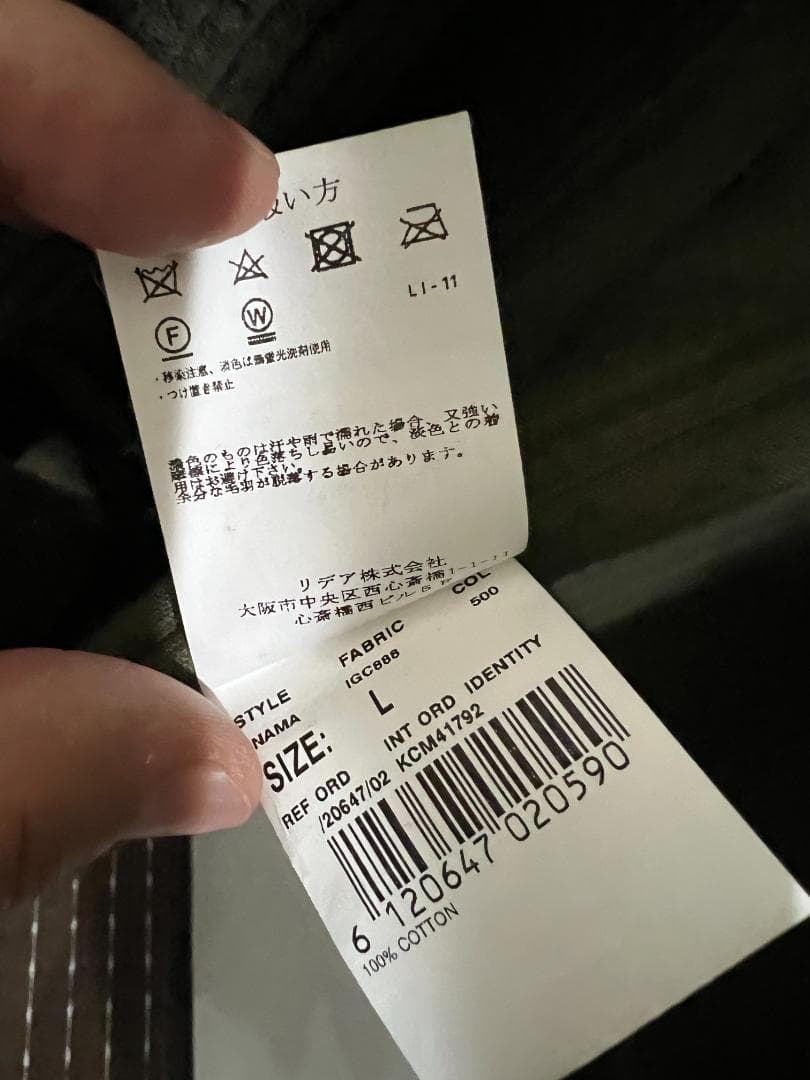 い方
LI-11
F
W
・移染注意、淡色は無蛍光洗剤使用
・つけ置き禁止
濃色のものは汗や雨で濡れた場合、又強い
摩擦により色落ちし易いので、淡色との着
用はお避け下さい。
余分な毛羽が脱落する場合があります。
リデア株式会社
大阪市中央区西心斎橋1-1-11
心斎橋西ビル
STYLE FABRIC COL
NAMA IGC888 500
SIZE: L
REF ORD INT ORD IDENTITY
/20647/02 KCM41792
6 120647 020590
100% COTTON